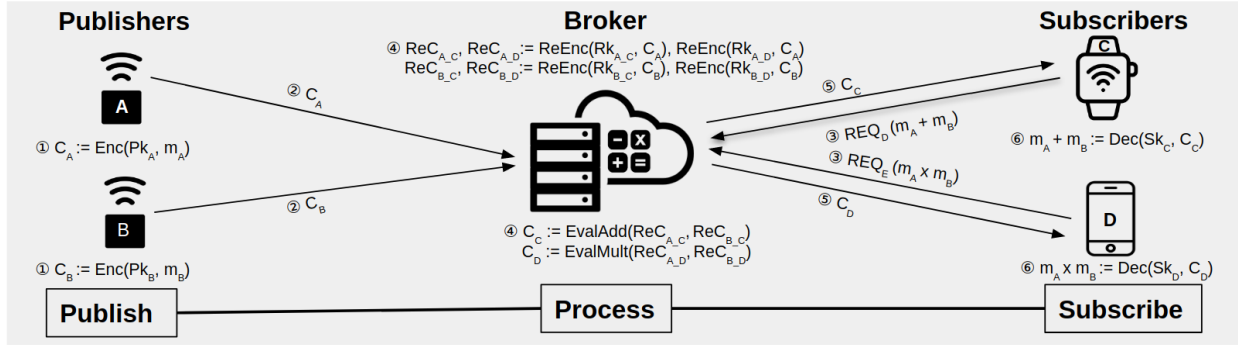 Publishers
Broker
Subscribers
④ ReC_A_C, ReC_A_D:= ReEnc(Rk_A_C, C_A), ReEnc(Rk_A_D, C_A)
ReC_B_C, ReC_B_D:= ReEnc(Rk_B_C, C_B), ReEnc(Rk_B_D, C_B)
A
② C_A
① C_A := Enc(Pk_A, m_A)
B
② C_B
① C_B := Enc(Pk_B, m_B)
④ C_C := EvalAdd(ReC_A_C, ReC_B_C)
C_D := EvalMult(ReC_A_D, ReC_B_D)
C
⑤ C_C
③ REQ_D (m_A + m_B)
⑥ m_A + m_B := Dec(Sk_C, C_C)
③ REQ_E (m_A x m_B)
⑤ C_D
D
⑥ m_A x m_B := Dec(Sk_D, C_D)
Publish
Process
Subscribe